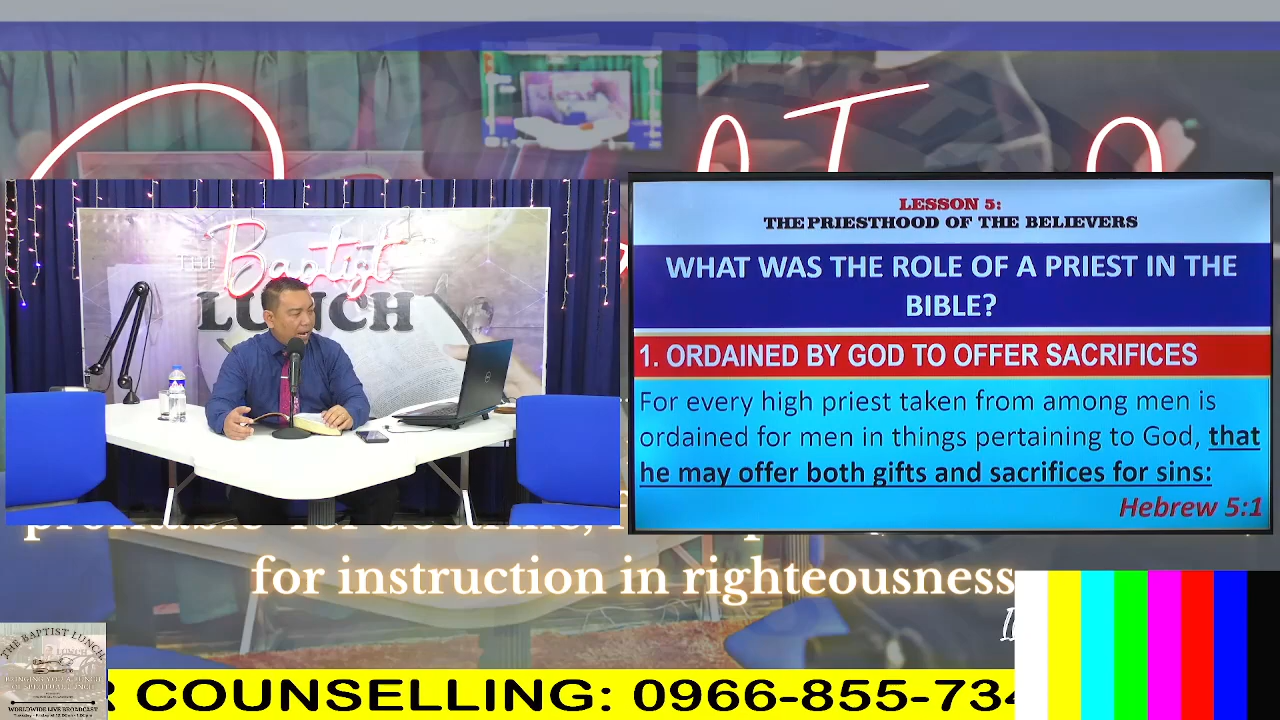 THE
Baptist
LUNCH
LESSON 5:
THE PRIESTHOOD OF THE BELIEVERS
WHAT WAS THE ROLE OF A PRIEST IN THE
BIBLE?
1. ORDAINED BY GOD TO OFFER SACRIFICES
For every high priest taken from among men is
ordained for men in things pertaining to God, that
he may offer both gifts and sacrifices for sins:
Hebrew 5:1
for instruction in righteousness
THE BAPTIST LUNCH
WORLDWIDE LIVE BROADCAST
R COUNSELLING: 0966-855-734